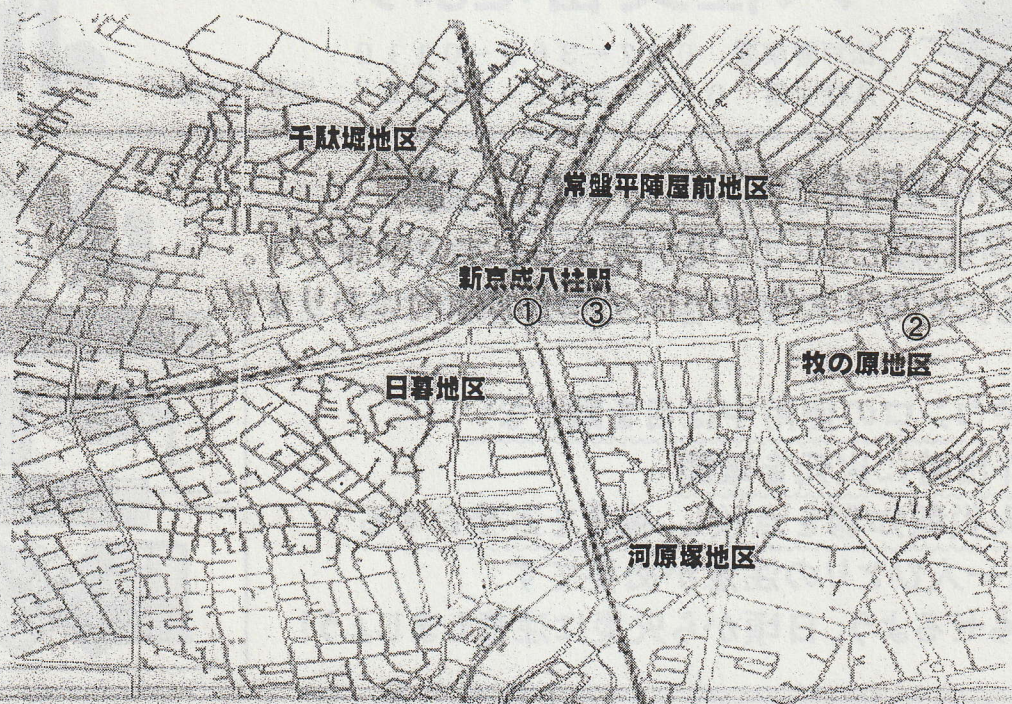 千駄堀地区
常盤平陣屋前地区
新京成八柱駅
① ③
②
牧の原地区
日暮地区
河原塚地区